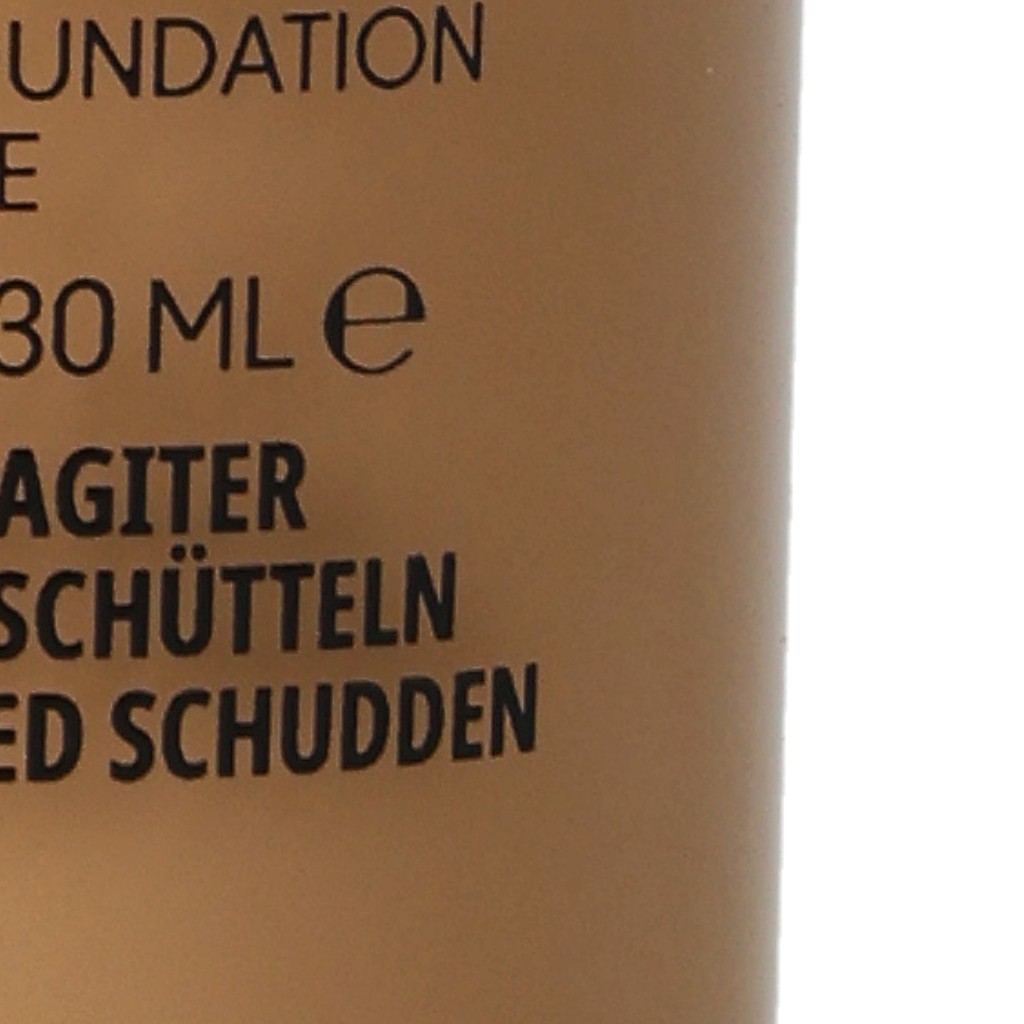 UNDATION
E
30 ML ℮
AGITER
SCHÜTTELN
ED SCHUDDEN